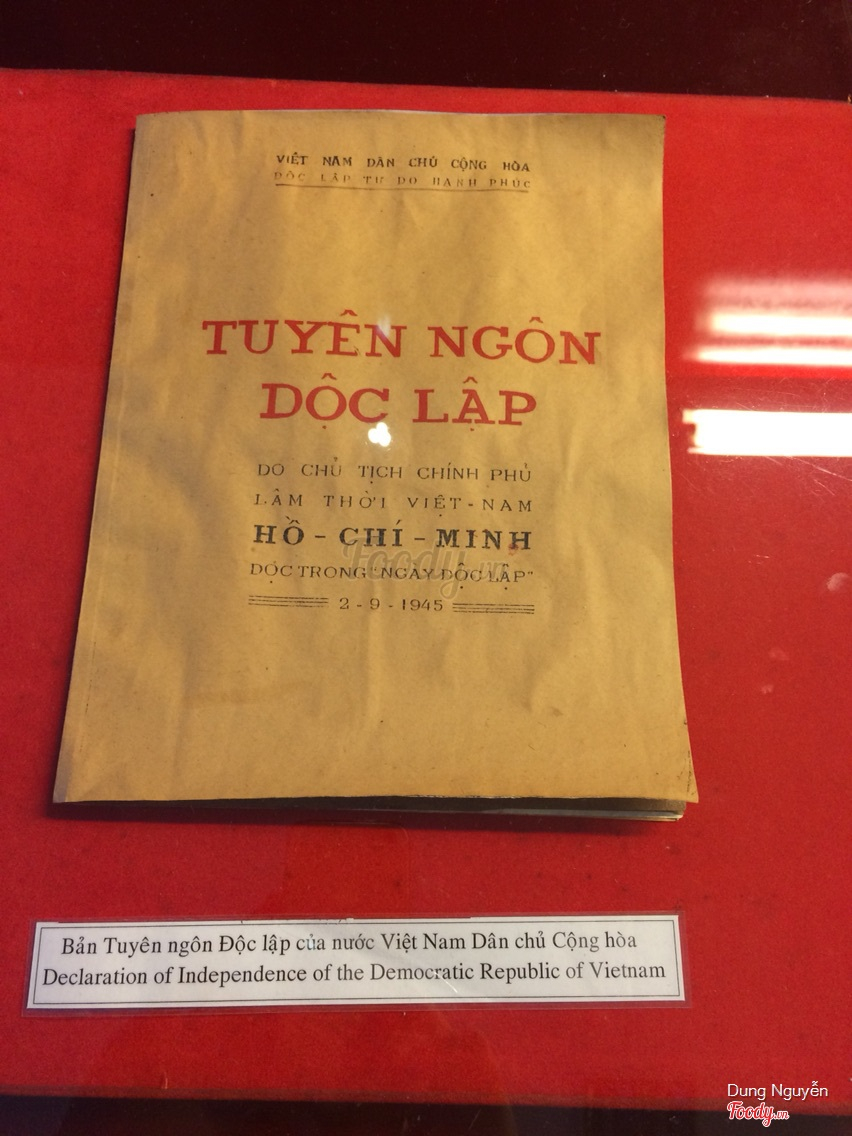 VIỆT NAM DÂN CHỦ CỘNG HÒA
ĐỘC LẬP TỰ DO HẠNH PHÚC
TUYÊN NGÔN
ĐỘC LẬP
DO CHỦ TỊCH CHÍNH PHỦ
LÂM THỜI VIỆT-NAM
HỒ-CHÍ-MINH
ĐỌC TRONG "NGÀY ĐỘC LẬP"
2-9-1945
Foody.vn
Bản Tuyên ngôn Độc lập của nước Việt Nam Dân chủ Cộng hòa
Declaration of Independence of the Democratic Republic of Vietnam
Dung Nguyễn
Foody.vn